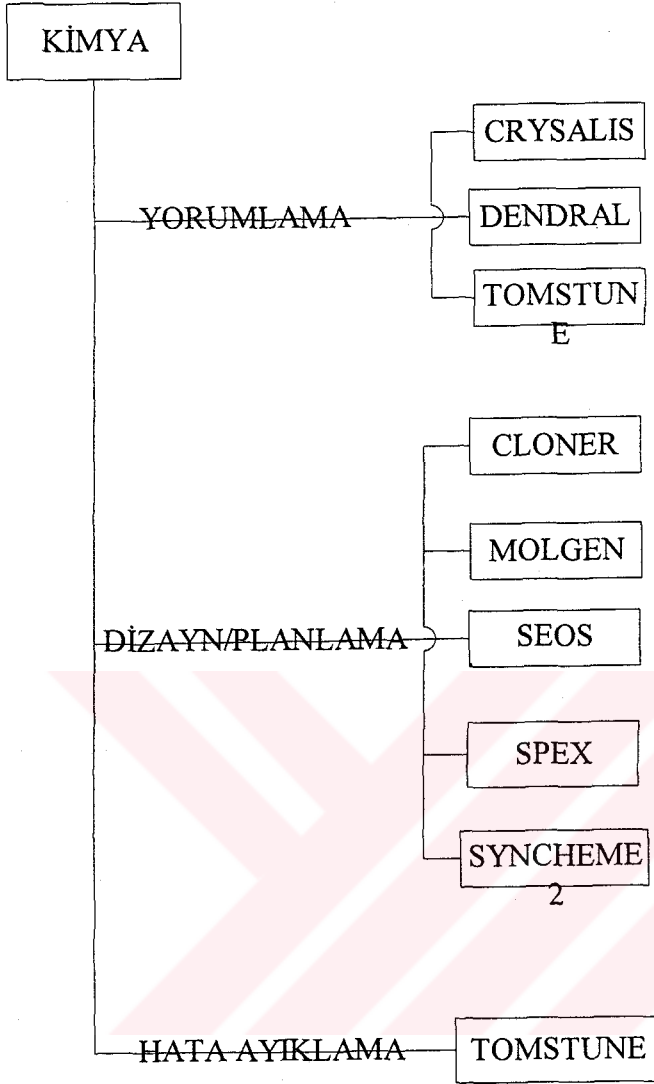 KİMYA
CRYSALIS
YORUMLAMA
DENDRAL
TOMSTUN
E
CLONER
MOLGEN
DİZAYN/PLANLAMA
SEOS
SPEX
SYNCHEME
2
HATA AYIKLAMA
TOMSTUNE